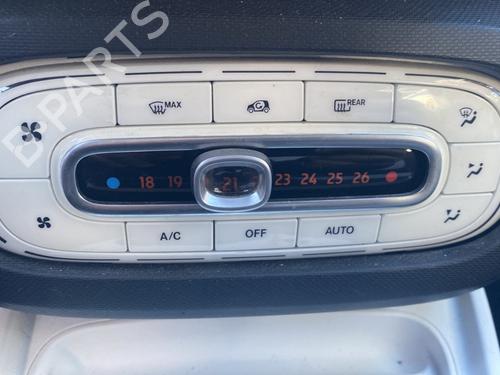 B-PARTS
MAX
REAR
18 19 21 23 24 25 26
A/C OFF AUTO